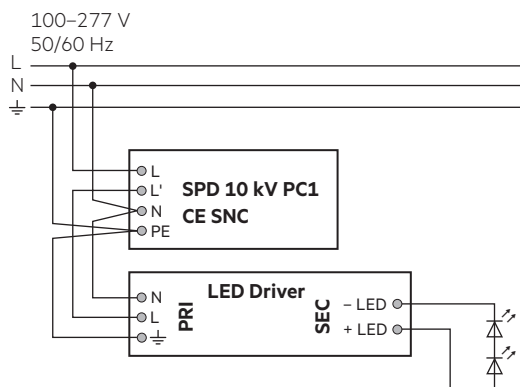 100–277 V
50/60 Hz
L
N
L
L'
SPD 10 kV PC1
N
CE SNC
PE
LED Driver
N
L
PRI
SEC
– LED
+ LED